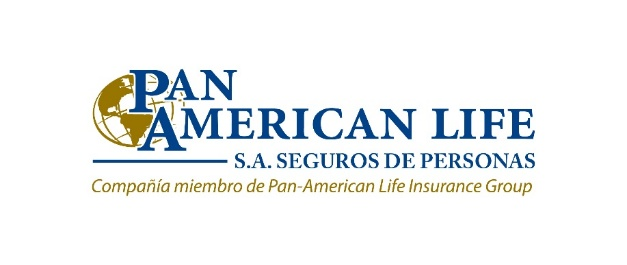 PAN
AMERICAN LIFE
S.A. SEGUROS DE PERSONAS
Compañía miembro de Pan-American Life Insurance Group